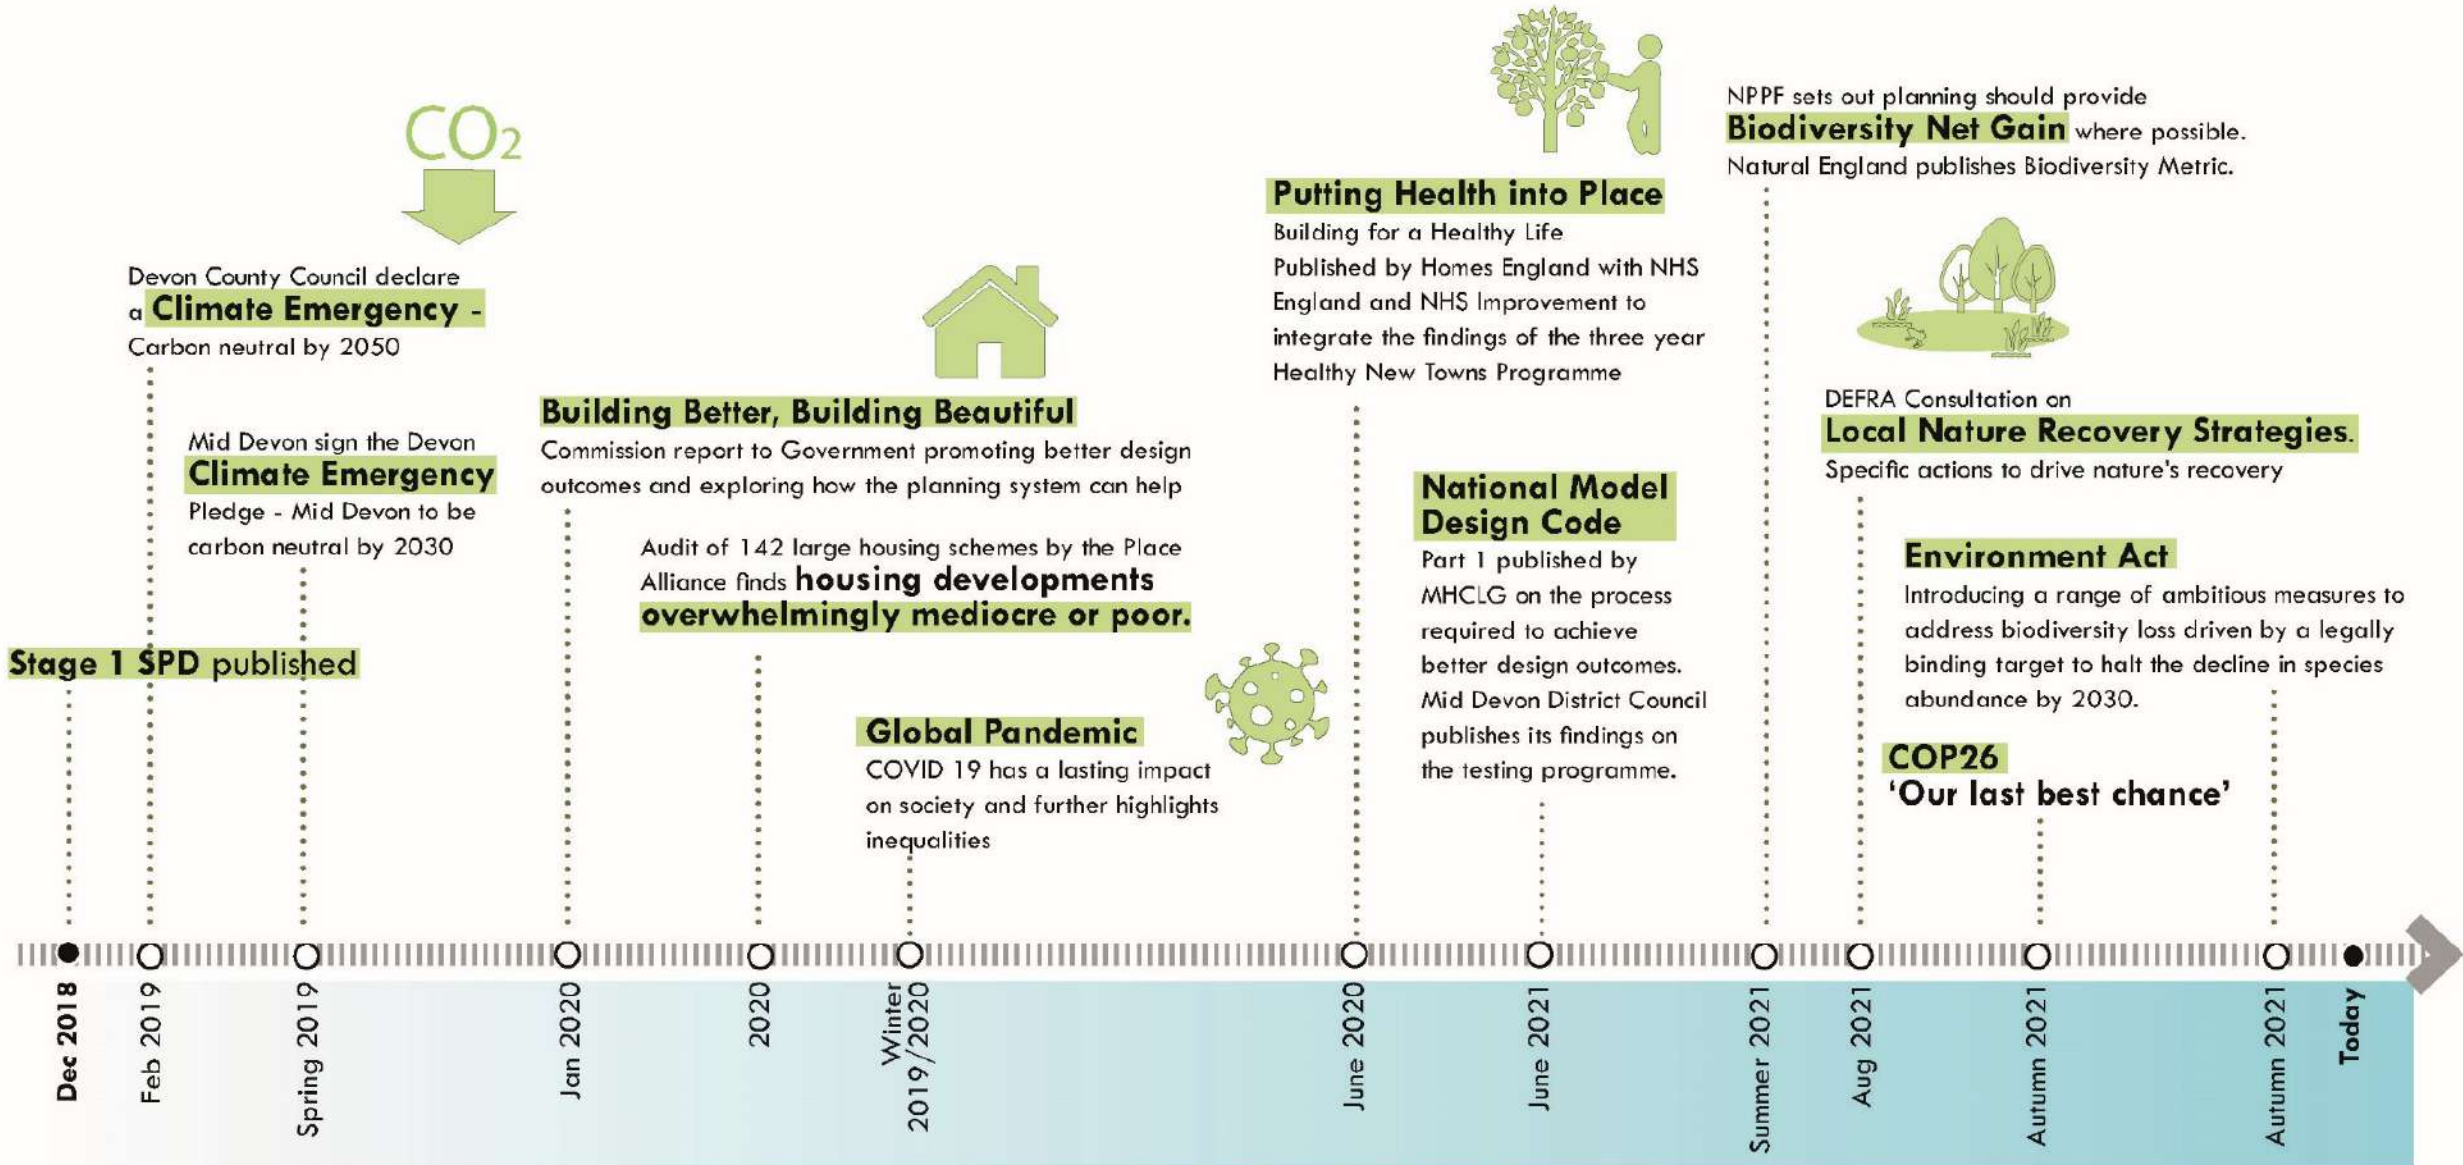 CO2
Devon County Council declare
a Climate Emergency -
Carbon neutral by 2050
Mid Devon sign the Devon
Climate Emergency
Pledge - Mid Devon to be
carbon neutral by 2030
Stage 1 SPD published
Building Better, Building Beautiful
Commission report to Government promoting better design
outcomes and exploring how the planning system can help
Audit of 142 large housing schemes by the Place
Alliance finds housing developments
overwhelmingly mediocre or poor.
Global Pandemic
COVID 19 has a lasting impact
on society and further highlights
inequalities
Putting Health into Place
Building for a Healthy Life
Published by Homes England with NHS
England and NHS Improvement to
integrate the findings of the three year
Healthy New Towns Programme
National Model
Design Code
Part 1 published by
MHCLG on the process
required to achieve
better design outcomes.
Mid Devon District Council
publishes its findings on
the testing programme.
NPPF sets out planning should provide
Biodiversity Net Gain where possible.
Natural England publishes Biodiversity Metric.
DEFRA Consultation on
Local Nature Recovery Strategies.
Specific actions to drive nature's recovery
Environment Act
Introducing a range of ambitious measures to
address biodiversity loss driven by a legally
binding target to halt the decline in species
abundance by 2030.
COP26
‘Our last best chance’
Dec 2018
Feb 2019
Spring 2019
Jan 2020
2020
Winter
2019/2020
June 2020
June 2021
Summer 2021
Aug 2021
Autumn 2021
Autumn 2021
Today